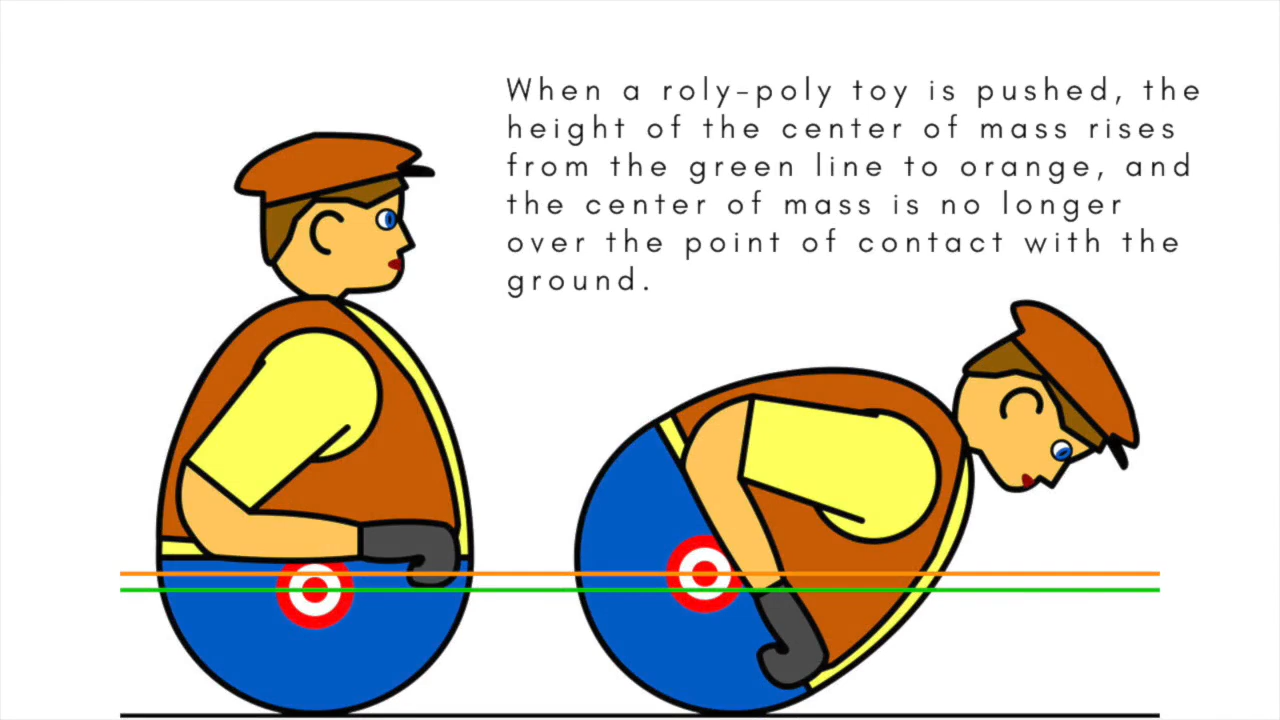 When a roly-poly toy is pushed, the
height of the center of mass rises
from the green line to orange, and
the center of mass is no longer
over the point of contact with the
ground.